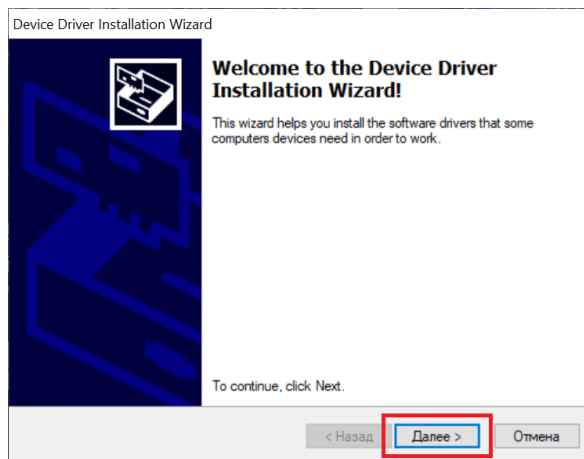 Device Driver Installation Wizard
Welcome to the Device Driver
Installation Wizard!
This wizard helps you install the software drivers that some
computers devices need in order to work.
To continue, click Next.
< Назад Далее > Отмена